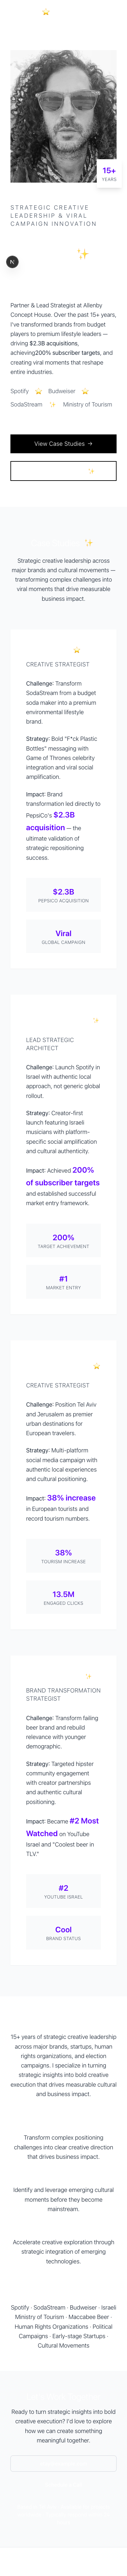 15+
YEARS
STRATEGIC CREATIVE
LEADERSHIP & VIRAL
CAMPAIGN INNOVATION
N
Partner & Lead Strategist at Allenby
Concept House. Over the past 15+ years,
I've transformed brands from budget
players to premium lifestyle leaders —
driving $2.3B acquisitions,
achieving200% subscriber targets, and
creating viral moments that reshape
entire industries.
Spotify Budweiser
SodaStream Ministry of Tourism
View Case Studies →
Strategic creative leadership across
major brands and cultural movements —
transforming complex challenges into
viral victories that drive measurable
business impact.
CREATIVE STRATEGIST
Challenge: Transform
SodaStream from a budget
soda maker into a premium
environmental lifestyle
brand.
Strategy: Bold "F*ck Plastic
Bottles" messaging with
Game of Thrones celebrity
integration and viral social
amplification.
Impact: Brand
transformation led directly to
PepsiCo's $2.3B
acquisition — the
ultimate validation of
strategic repositioning
success.
$2.3B
PEPSICO ACQUISITION
Viral
GLOBAL CAMPAIGN
LEAD STRATEGIC
ARCHITECT
Challenge: Launch Spotify in
Israel with authentic local
approach, not generic global
rollout.
Strategy: Creator-first
launch featuring Israeli
musicians with platform-
specific social amplification
and cultural authenticity.
Impact: Achieved 200%
of subscriber targets
and established successful
market entry framework.
200%
TARGET ACHIEVEMENT
#1
MARKET ENTRY
CREATIVE STRATEGIST
Challenge: Position Tel Aviv
and Jerusalem as premier
urban destinations for
European travelers.
Strategy: Multi-platform
social media campaign with
authentic local experiences
and cultural positioning.
Impact: 38% increase
in European tourists and
record tourism numbers.
38%
TOURISM INCREASE
13.5M
ENGAGED CLICKS
BRAND TRANSFORMATION
STRATEGIST
Challenge: Transform failing
beer brand and rebuild
relevance with younger
demographic.
Strategy: Targeted hipster
community engagement
with creator partnerships
and authentic cultural
positioning.
Impact: Became #2 Most
Watched on YouTube
Israel and "Coolest beer in
TLV."
#2
YOUTUBE ISRAEL
Cool
BRAND STATUS
15+ years of strategic creative leadership
across major brands, startups, human
rights organizations, and election
campaigns. I specialize in turning
strategic insights into bold creative
execution that drives measurable cultural
and business impact.
Transform complex positioning
challenges into clear creative direction
that drives business impact.
Identify and leverage emerging cultural
moments before they become
mainstream.
Accelerate creative exploration through
strategic integration of emerging
technologies.
Spotify · SodaStream · Budweiser · Israeli
Ministry of Tourism · Maccabee Beer ·
Human Rights Organizations · Political
Campaigns · Early-stage Startups ·
Cultural Movements
Ready to turn strategic insights into bold
creative execution? I'd love to explore
how we can create something
meaningful together.